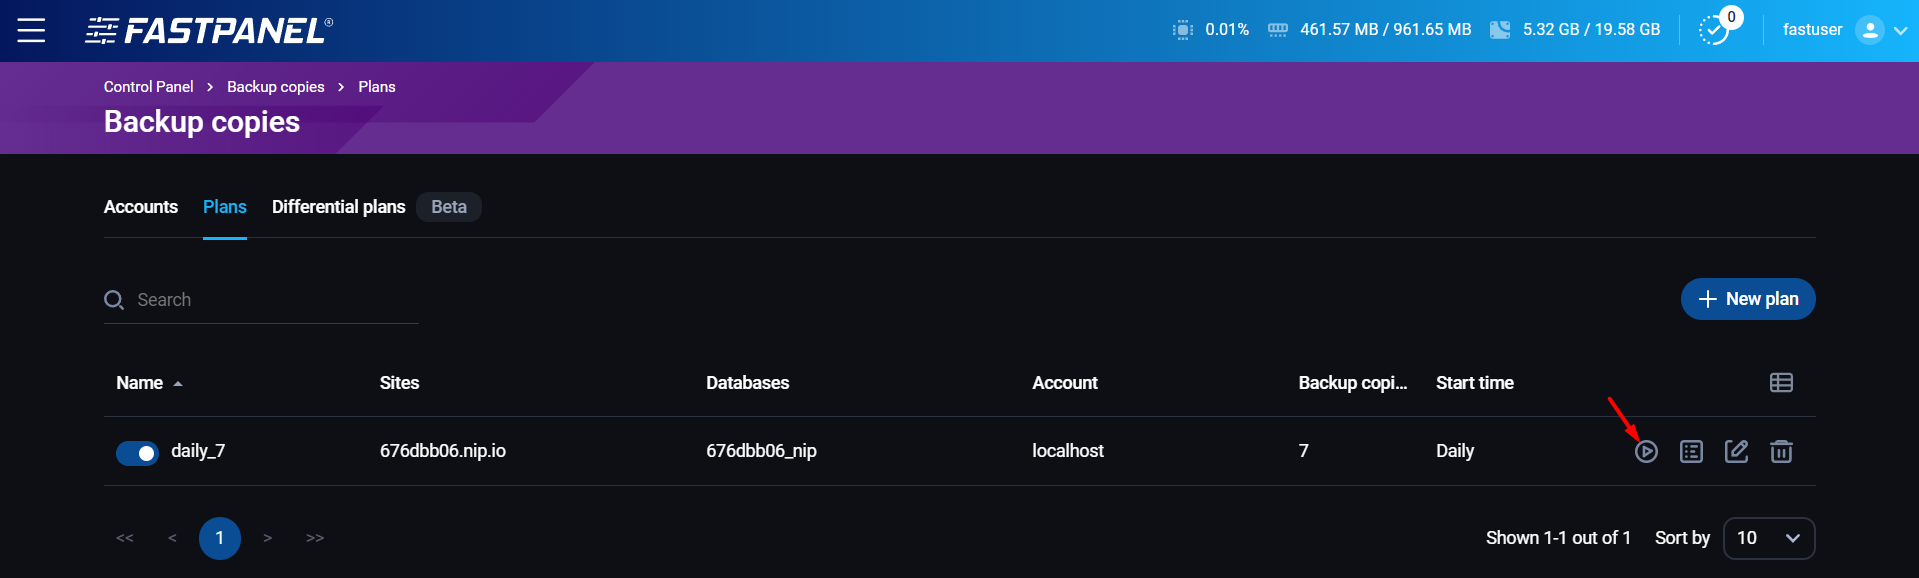 FASTPANEL®
0.01% 461.57 MB / 961.65 MB 5.32 GB / 19.58 GB 0 fastuser
Control Panel > Backup copies > Plans
Backup copies
Accounts Plans Differential plans Beta
Search
+ New plan
Name Sites Databases Account Backup copi... Start time
daily_7 676dbb06.nip.io 676dbb06_nip localhost 7 Daily
<< < 1 > >> Shown 1-1 out of 1 Sort by 10